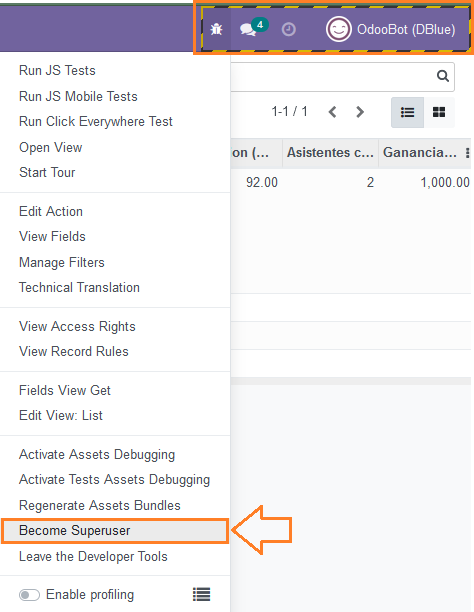 4 OdooBot (DBlue)
Run JS Tests
Run JS Mobile Tests
Run Click Everywhere Test
Open View
Start Tour
Edit Action
View Fields
Manage Filters
Technical Translation
View Access Rights
View Record Rules
Fields View Get
Edit View: List
Activate Assets Debugging
Activate Tests Assets Debugging
Regenerate Assets Bundles
Become Superuser
Leave the Developer Tools
Enable profiling
1-1 / 1
on (... Asistentes c... Ganancia...
92.00 2 1,000.00